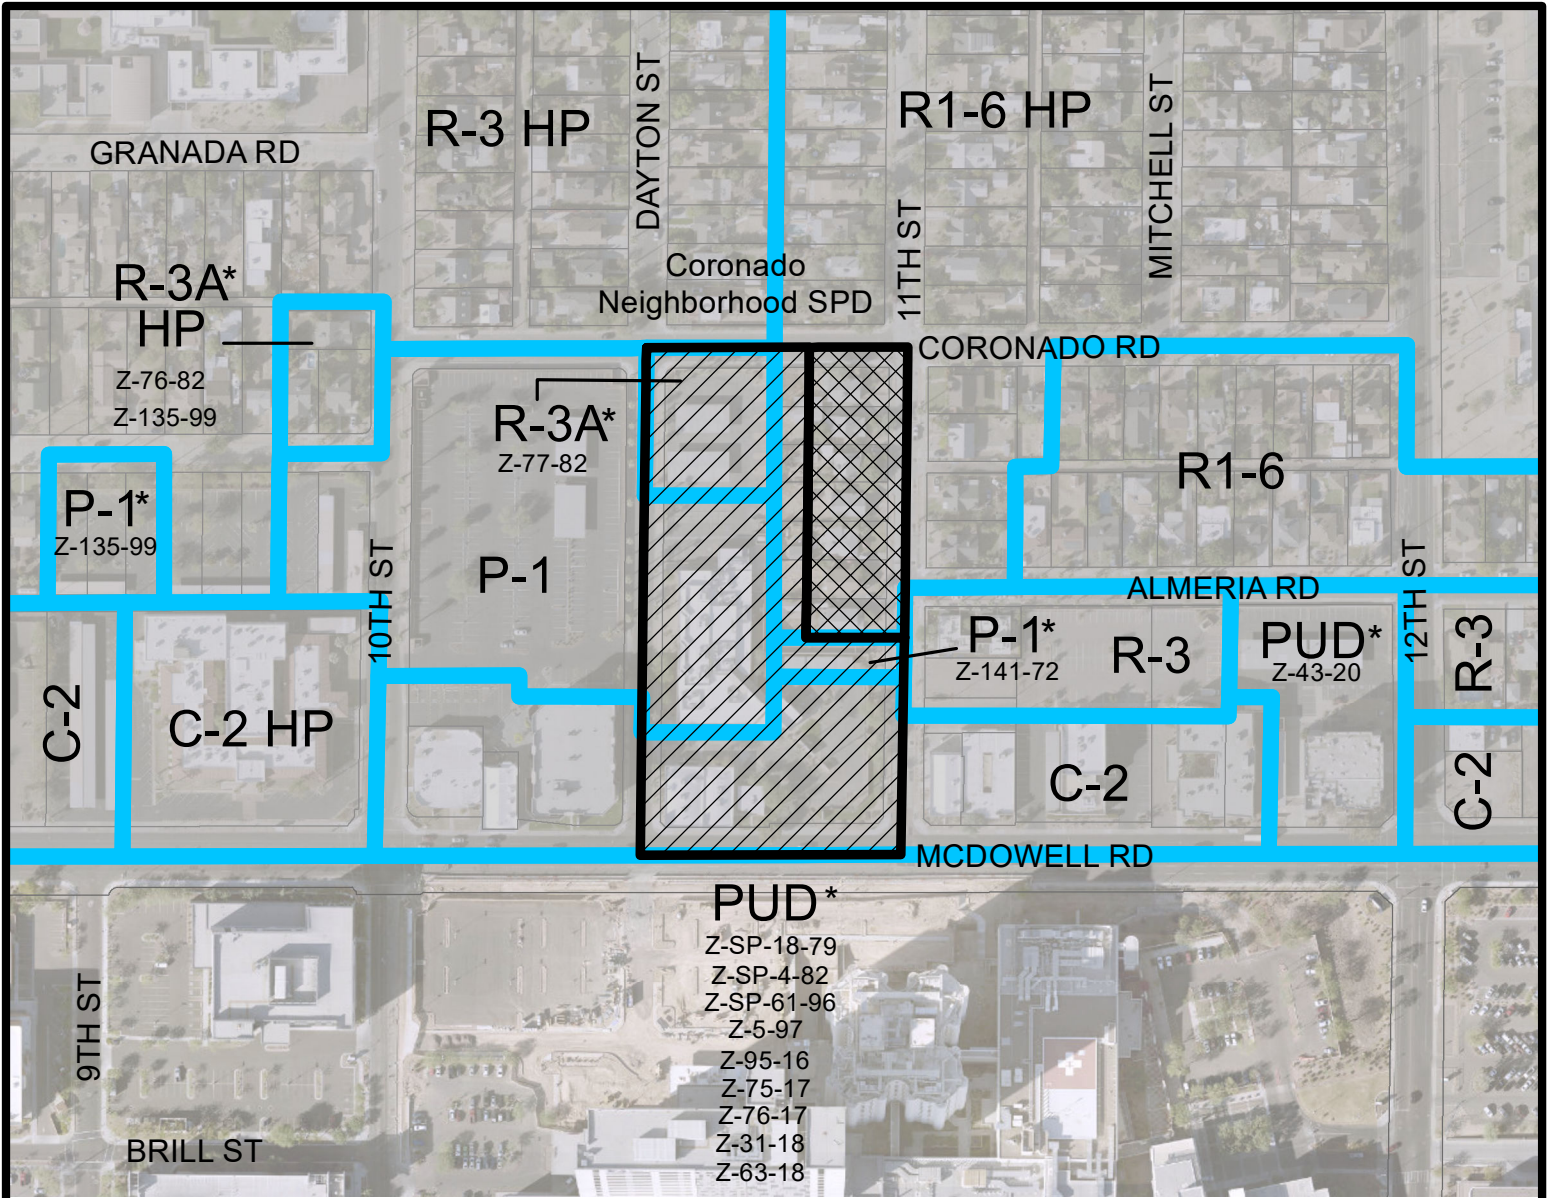 R-3 HP
DAYTON ST
R1-6 HP
MITCHELL ST
GRANADA RD
11TH ST
Coronado
Neighborhood SPD
R-3A*
HP
Z-76-82
Z-135-99
CORONADO RD
R-3A*
Z-77-82
P-1*
Z-135-99
R1-6
10TH ST
P-1
ALMERIA RD
12TH ST
P-1*
Z-141-72
R-3
PUD*
Z-43-20
R-3
C-2
C-2 HP
C-2
C-2
MCDOWELL RD
PUD*
Z-SP-18-79
Z-SP-4-82
Z-SP-61-96
Z-5-97
Z-95-16
Z-75-17
Z-76-17
Z-31-18
Z-63-18
9TH ST
BRILL ST